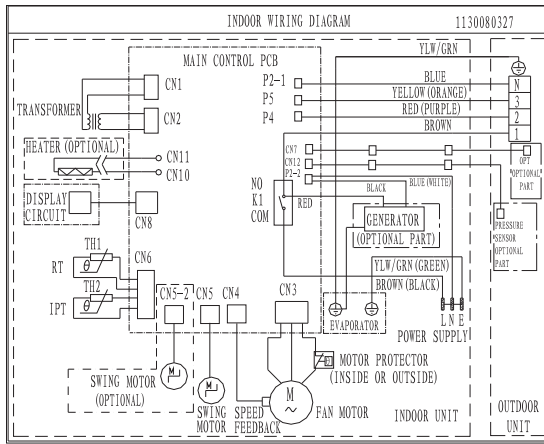 INDOOR WIRING DIAGRAM
1130080327
YLW/GRN
MAIN CONTROL PCB
CN1
P2-1
BLUE
N
P5
YELLOW(ORANGE)
3
TRANSFORMER
CN2
P4
RED(PURPLE)
2
BROWN
1
HEATER(OPTIONAL)
CN11
CN10
CN7
CN12
P2-2
OPT
"OPTIONAL"
PART
DISPLAY
CIRCUIT
CN8
NO
K1
COM
RED
BLACK
BLUE(WHITE)
GENERATOR
(OPTIONAL PART)
PRESSURE
SENSOR
OPTIONAL
PART
TH1
RT
θ
CN6
TH2
IPT
θ
CN5-2
CN5
CN4
CN3
YLW/GRN(GREEN)
BROWN(BLACK)
EVAPORATOR
L N E
POWER SUPPLY
M
M
SWING MOTOR
(OPTIONAL)
SWING
MOTOR
SPEED
FEEDBACK
M
~
FAN MOTOR
MOTOR PROTECTOR
(INSIDE OR OUTSIDE)
INDOOR UNIT
OUTDOOR
UNIT